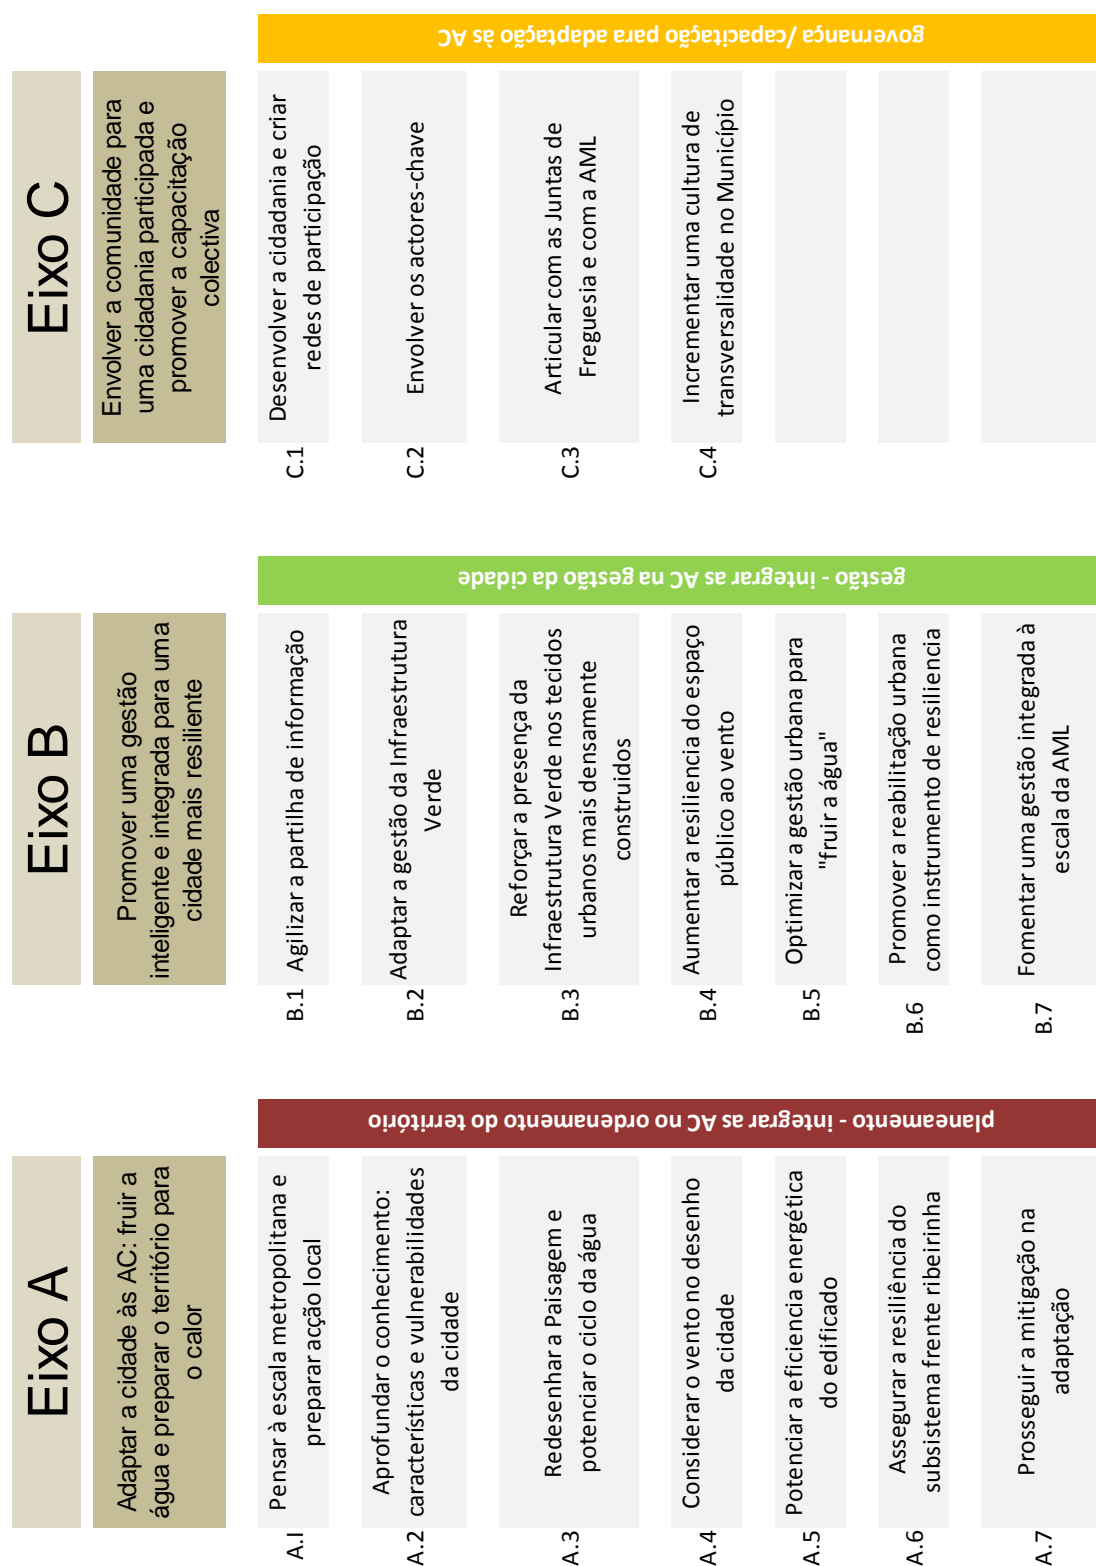 Eixo A
Adaptar a cidade às AC: fruir a
água e preparar o território para
o calor
A.I
Pensar à escala metropolitana e
preparar acção local
A.2
Aprofundar o conhecimento:
características e vulnerabilidades
da cidade
A.3
Redesenhar a Paisagem e
potenciar o ciclo da água
A.4
Considerar o vento no desenho
da cidade
A.5
Potenciar a eficiencia energética
do edificado
A.6
Assegurar a resiliência do
subsistema frente ribeirinha
A.7
Prosseguir a mitigação na
adaptação
planeamento - integrar as AC no ordenamento do território
Eixo B
Promover uma gestão
inteligente e integrada para uma
cidade mais resiliente
B.1
Agilizar a partilha de informação
B.2
Adaptar a gestão da Infraestrutura
Verde
B.3
Reforçar a presença da
Infraestrutura Verde nos tecidos
urbanos mais densamente
construidos
B.4
Aumentar a resiliencia do espaço
público ao vento
B.5
Optimizar a gestão urbana para
"fruir a água"
B.6
Promover a reabilitação urbana
como instrumento de resiliencia
B.7
Fomentar uma gestão integrada à
escala da AML
gestão - integrar as AC na gestão da cidade
Eixo C
Envolver a comunidade para
uma cidadania participada e
promover a capacitação
colectiva
C.1
Desenvolver a cidadania e criar
redes de participação
C.2
Envolver os actores-chave
C.3
Articular com as Juntas de
Freguesia e com a AML
C.4
Incrementar uma cultura de
transversalidade no Município
governança /capacitação para adaptação às AC